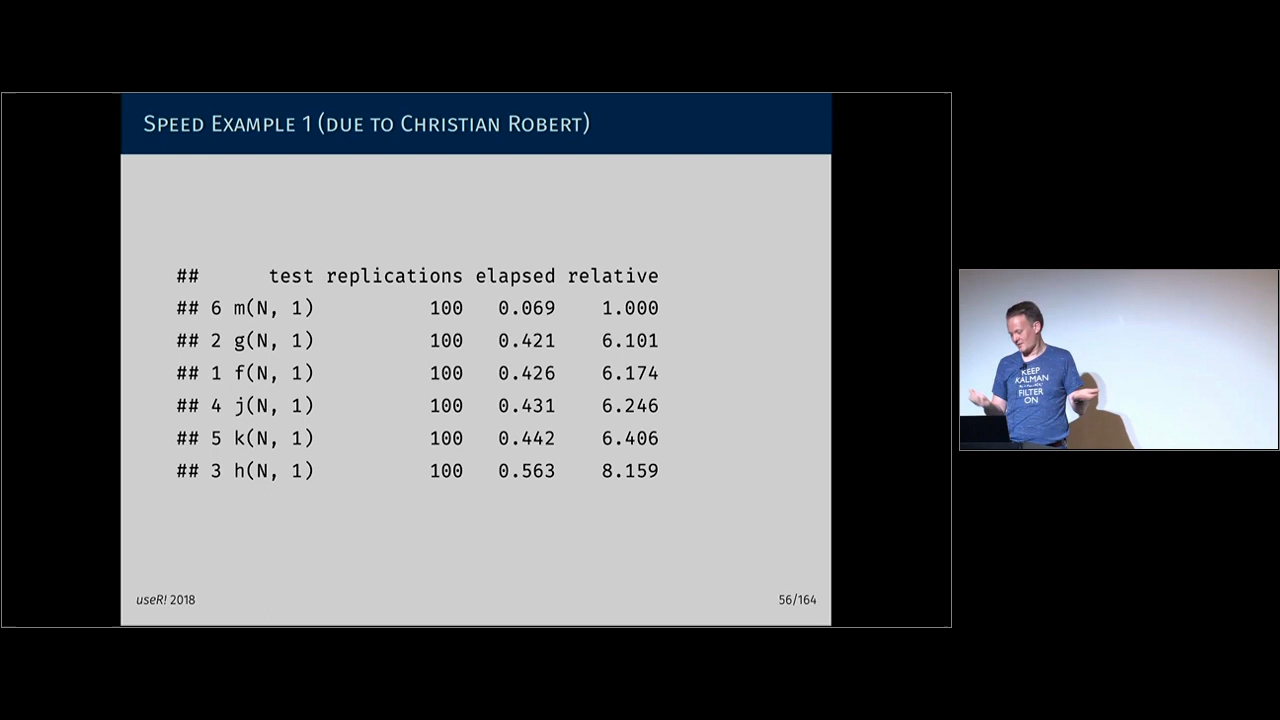 SPEED EXAMPLE 1 (DUE TO CHRISTIAN ROBERT)
## test replications elapsed relative
## 6 m(N, 1) 100 0.069 1.000
## 2 g(N, 1) 100 0.421 6.101
## 1 f(N, 1) 100 0.426 6.174
## 4 j(N, 1) 100 0.431 6.246
## 5 k(N, 1) 100 0.442 6.406
## 3 h(N, 1) 100 0.563 8.159
useR! 2018
56/164
KEEP
KALMAN
FILTER
ON